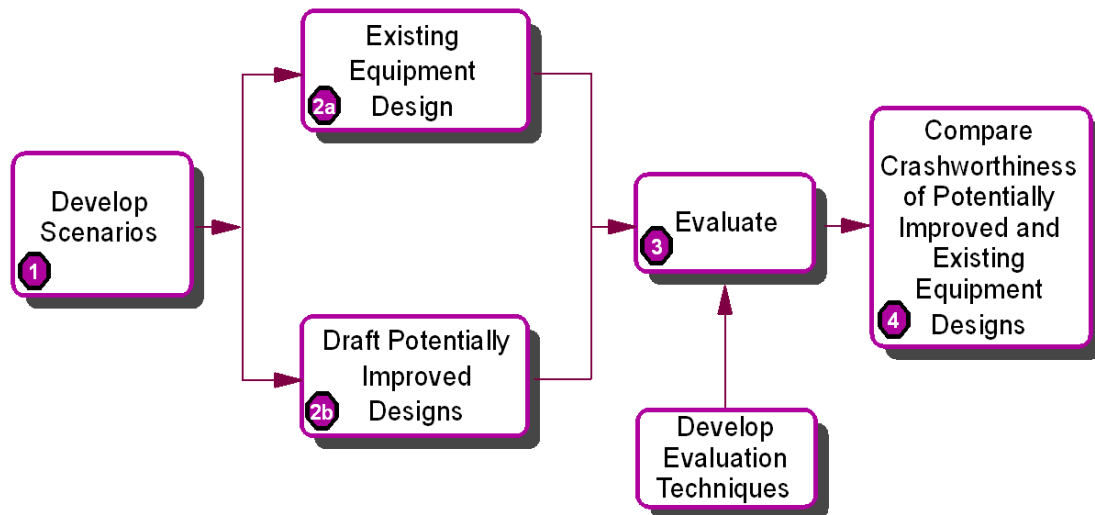 Develop
Scenarios
1
Existing
Equipment
Design
2a
Draft Potentially
Improved
Designs
2b
Evaluate
3
Develop
Evaluation
Techniques
Compare
Crashworthiness
of Potentially
Improved and
Existing
Equipment
Designs
4